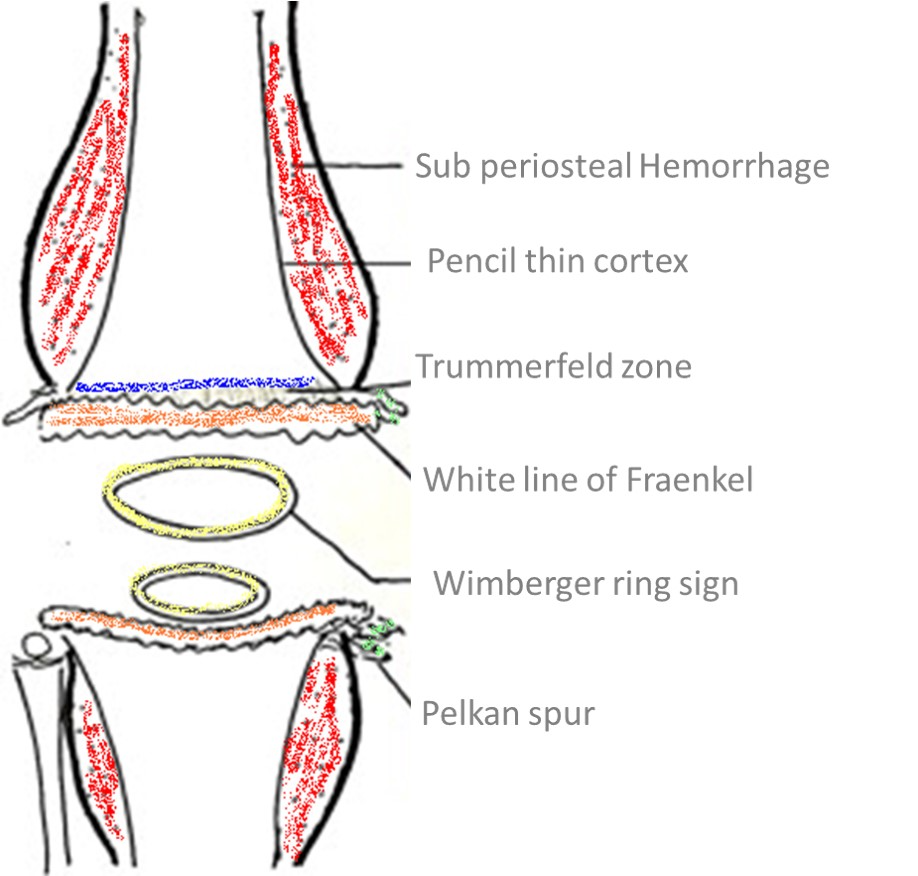 Sub periosteal Hemorrhage
Pencil thin cortex
Trummerfeld zone
White line of Fraenkel
Wimberger ring sign
Pelkan spur